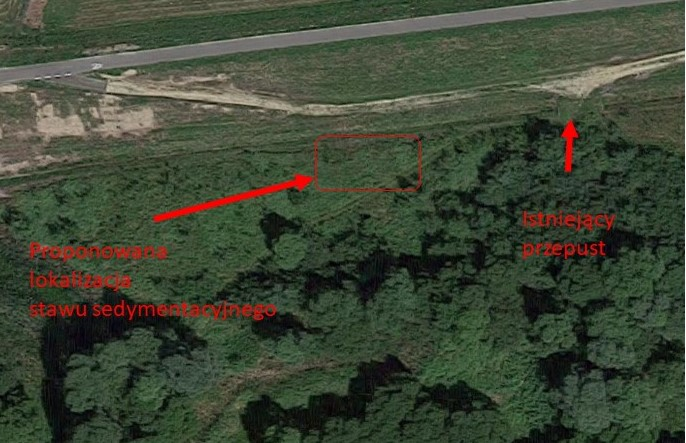 Proponowana
lokalizacja
stawu sedymentacyjnego
Istniejący
przepust